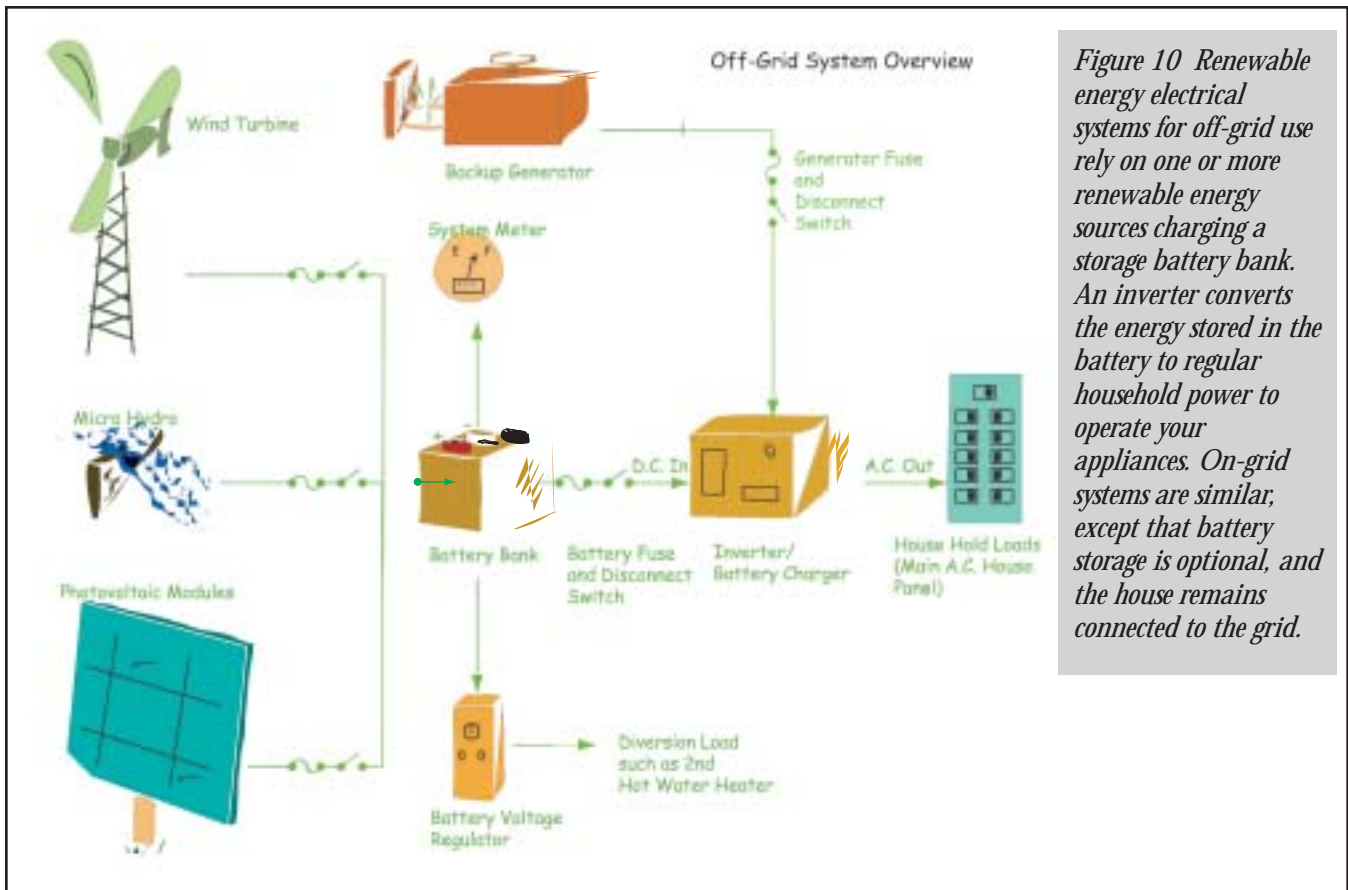 Off-Grid System Overview
Wind Turbine
Backup Generator
Generator Fuse
and
Disconnect
Switch
System Meter
E F
Micro Hydro
+ -
D.C. In
A.C. Out
Battery Bank
Battery Fuse
and Disconnect
Switch
Inverter/
Battery Charger
House Hold Loads
(Main A.C. House
Panel)
Photovoltaic Modules
Diversion Load
such as 2nd
Hot Water Heater
Battery Voltage
Regulator
Figure 10 Renewable
energy electrical
systems for off-grid use
rely on one or more
renewable energy
sources charging a
storage battery bank.
An inverter converts
the energy stored in the
battery to regular
household power to
operate your
appliances. On-grid
systems are similar,
except that battery
storage is optional, and
the house remains
connected to the grid.